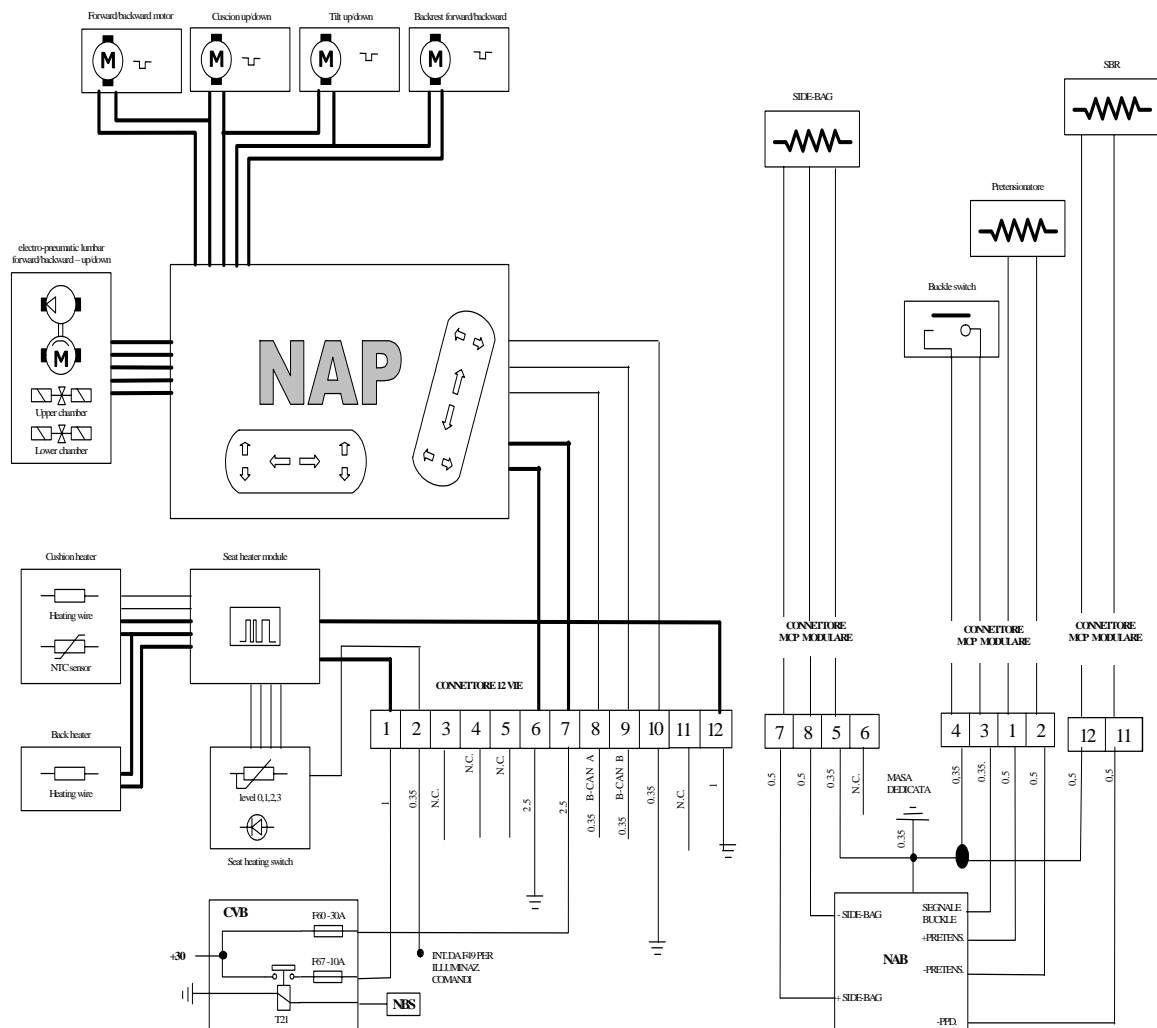 Forward/backward motor
Cuscion up/down
Tilt up/down
Backrest forward/backward
M
M
M
M
SBR
SIDE-BAG
Pretensionatore
electro-pneumatic lumbar
forward/backward – up/down
M
Upper chamber
Lower chamber
NAP
Buckle switch
Cushion heater
Heating wire
NTC sensor
Seat heater module
Back heater
Heating wire
level 0,1,2,3
Seat heating switch
CONNETTORE
MCP MODULARE
CONNETTORE
MCP MODULARE
CONNETTORE
MCP MODULARE
CONNETTORE 12 VIE
1 2 3 4 5 6 7 8 9 10 11 12
7 8 5 6
4 3 1 2
12 11
1
0.35
N.C.
N.C.
N.C.
2.5
2.5
0.35 B-CAN A
0.35 B-CAN B
0.35
N.C.
1
0.5
0.5
0.35
N.C.
MASA
DEDICATA
0.35
0,35
0.35.
0.5
0.5
0,5
0,5
CVB
F60 -30A
+30
F67 -10A
T21
NBS
INT.DA F49 PER
ILLUMINAZ.
COMANDI
- SIDE-BAG
SEGNALE
BUCKLE
+PRETENS.
NAB
-PRETENS.
+ SIDE-BAG
-PPD.